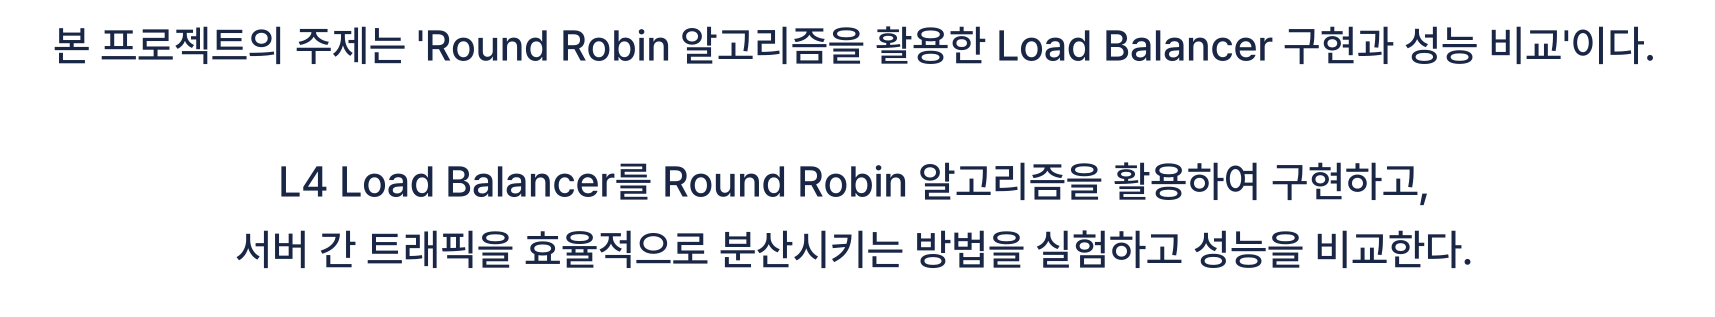 본 프로젝트의 주제는 'Round Robin 알고리즘을 활용한 Load Balancer 구현과 성능 비교'이다.
L4 Load Balancer를 Round Robin 알고리즘을 활용하여 구현하고,
서버 간 트래픽을 효율적으로 분산시키는 방법을 실험하고 성능을 비교한다.